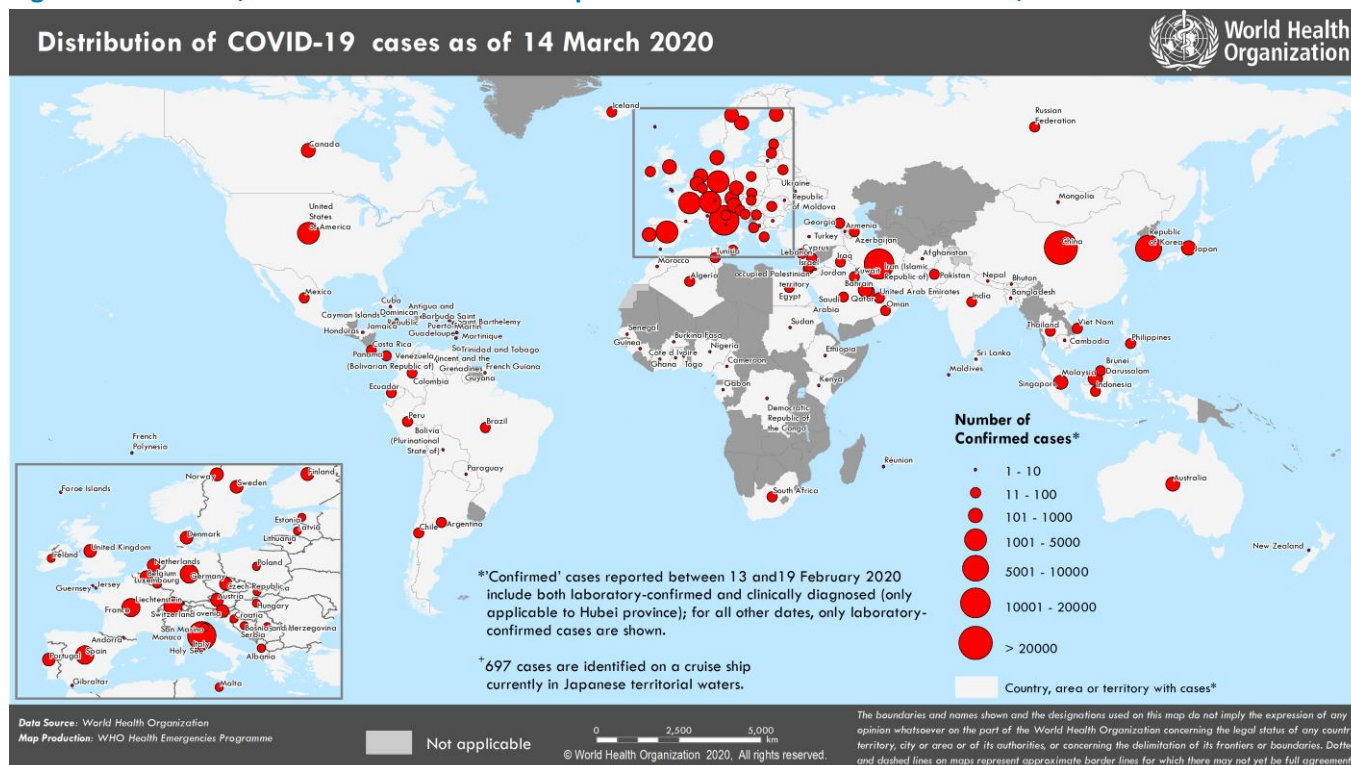 Distribution of COVID-19 cases as of 14 March 2020
World Health
Organization
Iceland
Russian
Federation
Canada
United
States
of America
Ukraine
Republic
of Moldova
Mongolia
Georgia
Armenia
Turkey
Azerbaijan
China
Republic
of Korea
Japan
Tunisia
Lebanon
Cyprus
Israel
Iraq
Iran (Islamic
Republic of)
Afghanistan
Morocco
Algeria
occupied Palestinian
territory
Jordan
Kuwait
Pakistan
Nepal
Bhutan
Bangladesh
Mexico
Egypt
Bahrain
Saudi
Arabia
Qatar
United Arab Emirates
Oman
India
Cuba
Cayman Islands
Dominican
Republic
Antigua and
Barbuda
Saint Barthelemy
Honduras
Jamaica
Puerto
Martin
Guadeloupe
Martinique
Senegal
Burkina Faso
Sudan
Thailand
Viet Nam
Philippines
Costa Rica
Trinidad and Tobago
Guinea
Cote d Ivoire
Nigeria
Ethiopia
Cambodia
Panama
Venezuela
(Bolivarian Republic of)
Vincent and the
Grenadines
French Guiana
Ghana
Togo
Cameroon
Sri Lanka
Colombia
Guyana
Maldives
Brunei
Darussalam
Malaysia
Ecuador
Gabon
Kenya
Singapore
Indonesia
Peru
Brazil
Democratic
Republic of
the Congo
French
Polynesia
Bolivia
(Plurinational
State of)
Réunion
Paraguay
South Africa
Australia
Chile
Argentina
New Zealand
Norway
Finland
Faroe Islands
Sweden
Estonia
Latvia
Denmark
Lithuania
Ireland
United Kingdom
Netherlands
Poland
Belgium
Germany
Luxembourg
Czech Republic
Guernsey
Jersey
Liechtenstein
Austria
Hungary
France
Switzerland
Slovenia
Croatia
San Marino
Bosnia and Herzegovina
Monaco
Serbia
Andorra
Italy
Portugal
Spain
Holy See
Albania
Gibraltar
Malta
Number of
Confirmed cases*
1 - 10
11 - 100
101 - 1000
1001 - 5000
5001 - 10000
10001 - 20000
> 20000
Country, area or territory with cases*
*'Confirmed' cases reported between 13 and19 February 2020
include both laboratory-confirmed and clinically diagnosed (only
applicable to Hubei province); for all other dates, only laboratory-
confirmed cases are shown.
+697 cases are identified on a cruise ship
currently in Japanese territorial waters.
Data Source: World Health Organization
Map Production: WHO Health Emergencies Programme
Not applicable
0 2,500 5,000
km
© World Health Organization 2020, All rights reserved.
The boundaries and names shown and the designations used on this map do not imply the expression of any
opinion whatsoever on the part of the World Health Organization concerning the legal status of any
territory, city or area or of its authorities, or concerning the delimitation of its frontiers or boundaries.
and dashed lines on maps represent approximate border lines for which there may not yet be full agreement